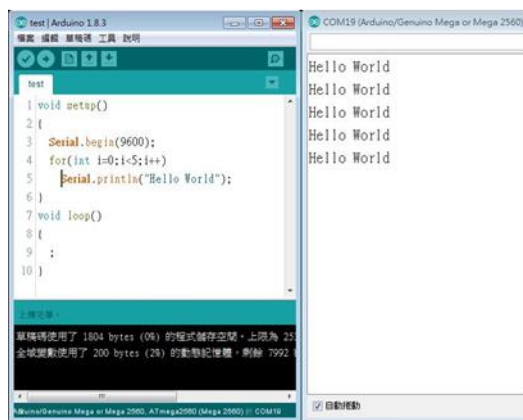 test | Arduino 1.8.3
檔案 編輯 草稿碼 工具 說明
test
1 void setup()
2 {
3 Serial.begin(9600);
4 for(int i=0;i<5;i++)
5 Serial.println("Hello World");
6 }
7 void loop()
8 {
9 ;
10 }
上傳完畢。
草稿碼使用了 1804 bytes (0%) 的程式儲存空間。上限為 25
全域變數使用了 200 bytes (2%) 的動態記憶體，剩餘 7992
Arduino/Genuino Mega or Mega 2560, ATmega2560 (Mega 2560) 於 COM19
COM19 (Arduino/Genuino Mega or Mega 2560)
Hello World
Hello World
Hello World
Hello World
Hello World
自動捲動